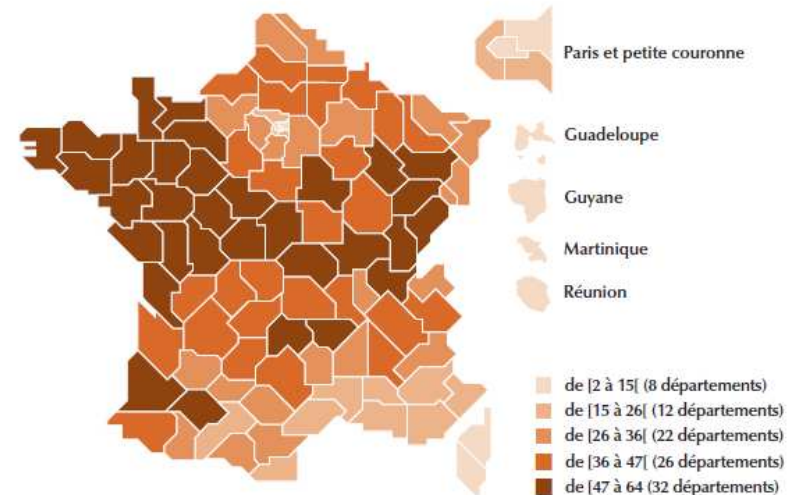 Paris et petite couronne
Guadeloupe
Guyane
Martinique
Réunion
de [2 à 15[ (8 départements)
de [15 à 26[ (12 départements)
de [26 à 36[ (22 départements)
de [36 à 47[ (26 départements)
de [47 à 64 (32 départements)